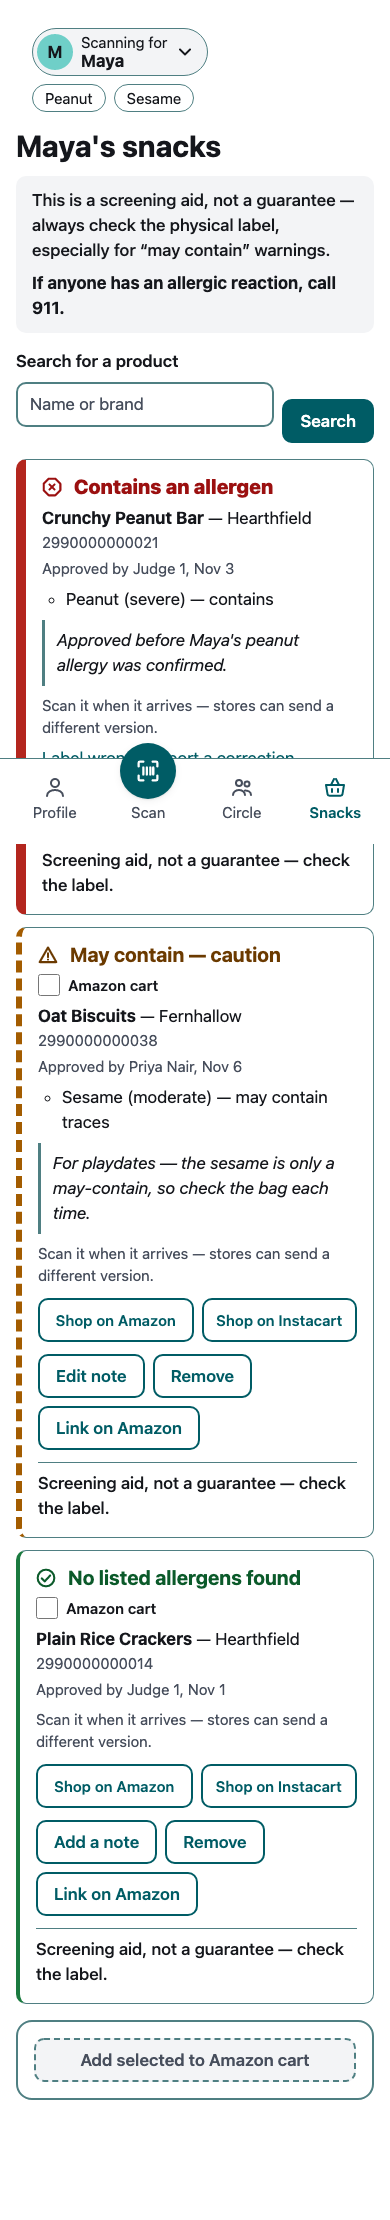 M
Scanning for
Maya
Peanut
Sesame
Maya's snacks
This is a screening aid, not a guarantee —
always check the physical label,
especially for “may contain” warnings.
If anyone has an allergic reaction, call
911.
Search for a product
Name or brand
Search
Contains an allergen
Crunchy Peanut Bar — Hearthfield
2990000000021
Approved by Judge 1, Nov 3
Peanut (severe) — contains
Approved before Maya's peanut
allergy was confirmed.
Scan it when it arrives — stores can send a
different version.
Profile
Scan
Circle
Snacks
Screening aid, not a guarantee — check
the label.
May contain — caution
Amazon cart
Oat Biscuits — Fernhallow
2990000000038
Approved by Priya Nair, Nov 6
Sesame (moderate) — may contain
traces
For playdates — the sesame is only a
may-contain, so check the bag each
time.
Scan it when it arrives — stores can send a
different version.
Shop on Amazon
Shop on Instacart
Edit note
Remove
Link on Amazon
Screening aid, not a guarantee — check
the label.
No listed allergens found
Amazon cart
Plain Rice Crackers — Hearthfield
2990000000014
Approved by Judge 1, Nov 1
Scan it when it arrives — stores can send a
different version.
Shop on Amazon
Shop on Instacart
Add a note
Remove
Link on Amazon
Screening aid, not a guarantee — check
the label.
Add selected to Amazon cart